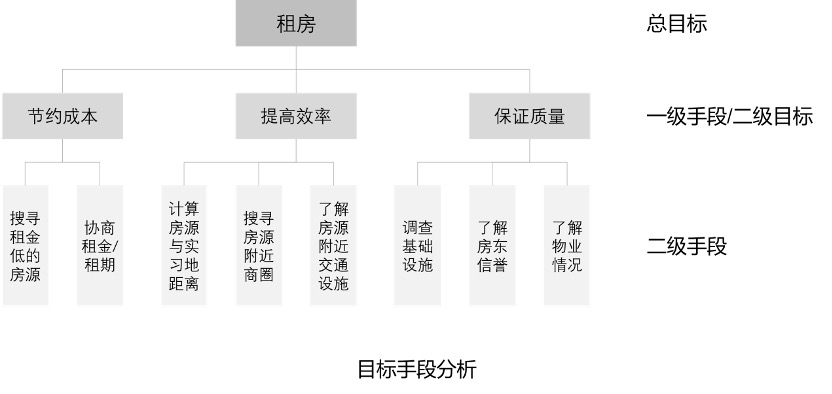 租房
总目标
节约成本
提高效率
保证质量
一级手段/二级目标
搜寻
租金
低的
房源
协商
租金/
租期
计算
房源
与实
习地
距离
搜寻
房源
附近
商圈
了解
房源
附近
交通
设施
调查
基础
设施
了解
房东
信誉
了解
物业
情况
二级手段
目标手段分析